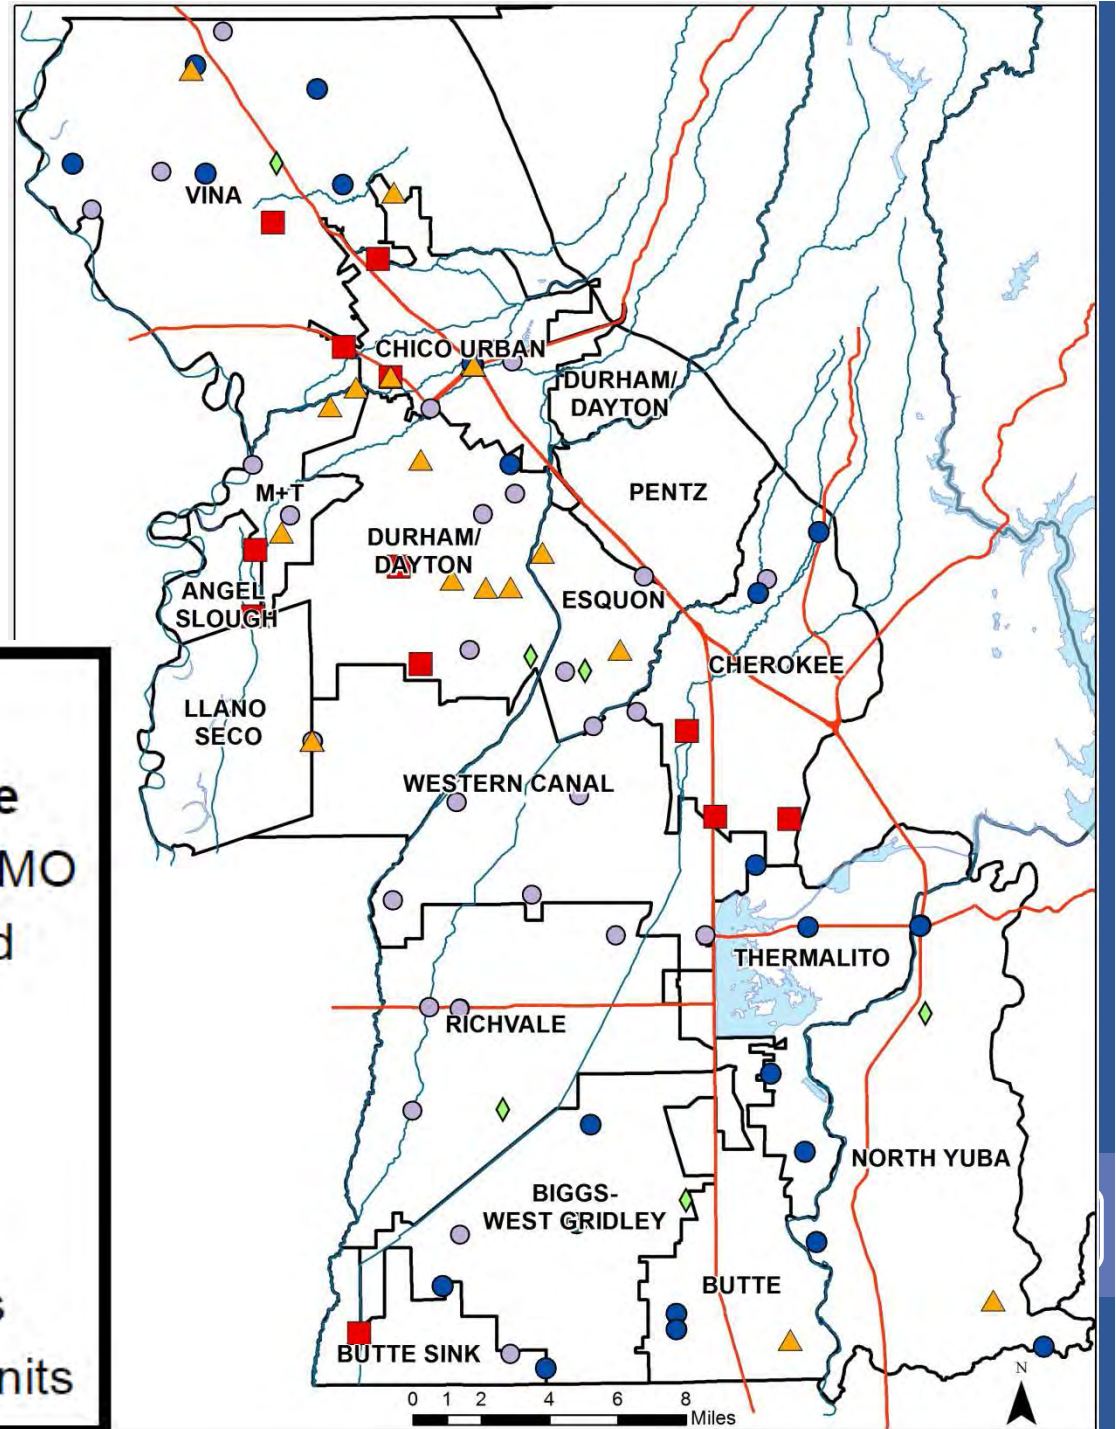 VINA
CHICO URBAN
DURHAM/
DAYTON
PENTZ
M+T
DURHAM/
DAYTON
ANGEL
SLOUGH
ESQUON
CHEROKEE
LLANO
SECO
WESTERN CANAL
THERMALITO
RICHVALE
NORTH YUBA
BIGGS-
WEST GRIDLEY
BUTTE
BUTTE SINK
N
0 1 2 4 6 8
Miles
MO